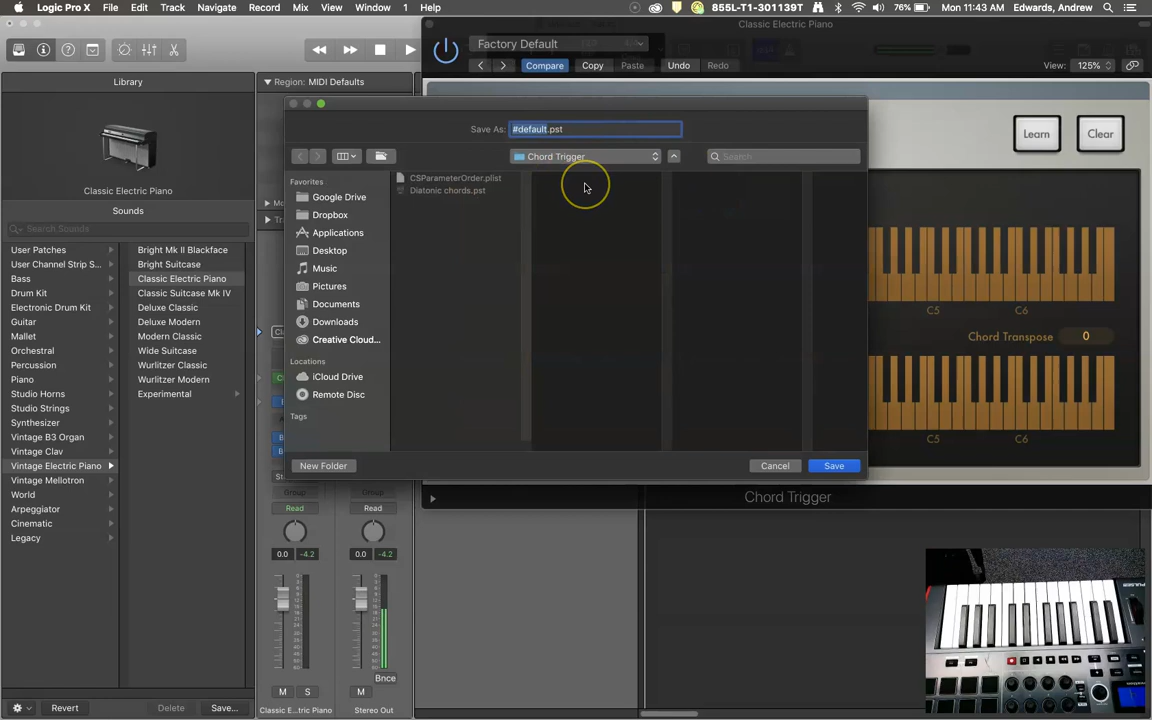 Logic Pro X File Edit Track Navigate Record Mix View Window 1 Help 855L-T1-301139T 76% Mon 11:43 AM Edwards, Andrew
Classic Electric Piano
Factory Default
Compare Copy Paste Undo Redo View: 125%
Library
Region: MIDI Defaults
Save As: #default.pst
Learn Clear
Chord Trigger Search
Favorites
Google Drive
Dropbox
Applications
Desktop
Music
Pictures
Documents
Downloads
Creative Cloud...
Locations
iCloud Drive
Remote Disc
Tags
CSParameterOrder.plist
Diatonic chords.pst
New Folder Cancel Save
Classic Electric Piano
Sounds
Search Sounds
User Patches
User Channel Strip S...
Bass
Drum Kit
Electronic Drum Kit
Guitar
Mallet
Orchestral
Percussion
Piano
Studio Horns
Studio Strings
Synthesizer
Vintage B3 Organ
Vintage Clav
Vintage Electric Piano
Vintage Mellotron
World
Arpeggiator
Cinematic
Legacy
Bright Mk II Blackface
Bright Suitcase
Classic Electric Piano
Classic Suitcase Mk IV
Deluxe Classic
Deluxe Modern
Modern Classic
Wide Suitcase
Wurlitzer Classic
Wurlitzer Modern
Experimental
C5 C6
Chord Transpose 0
C5 C6
Chord Trigger
Group Group
Read Read
0.0 -4.2 0.0 -4.2
Bnce
M S M
Classic E...tric Piano Stereo Out
Revert Delete Save...